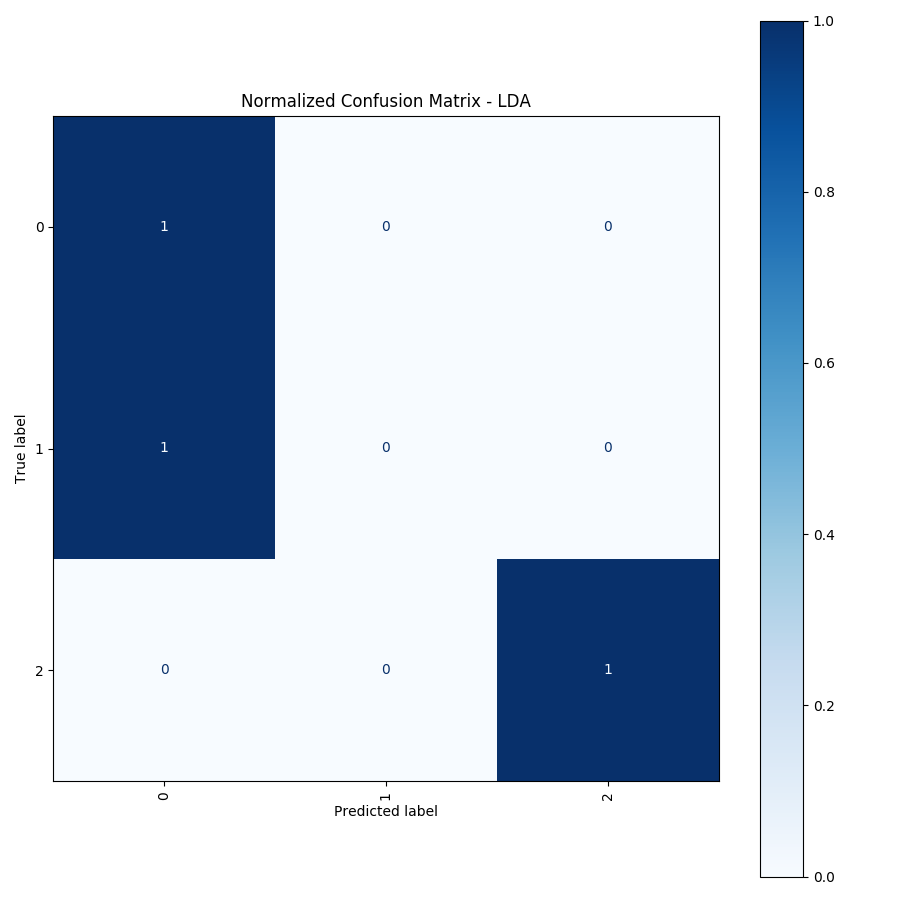 Normalized Confusion Matrix - LDA
1.0
0.8
0.6
0.4
0.2
0.0
True label
0
1 0 0
1
1 0 0
2
0 0 1
0 1 2
Predicted label